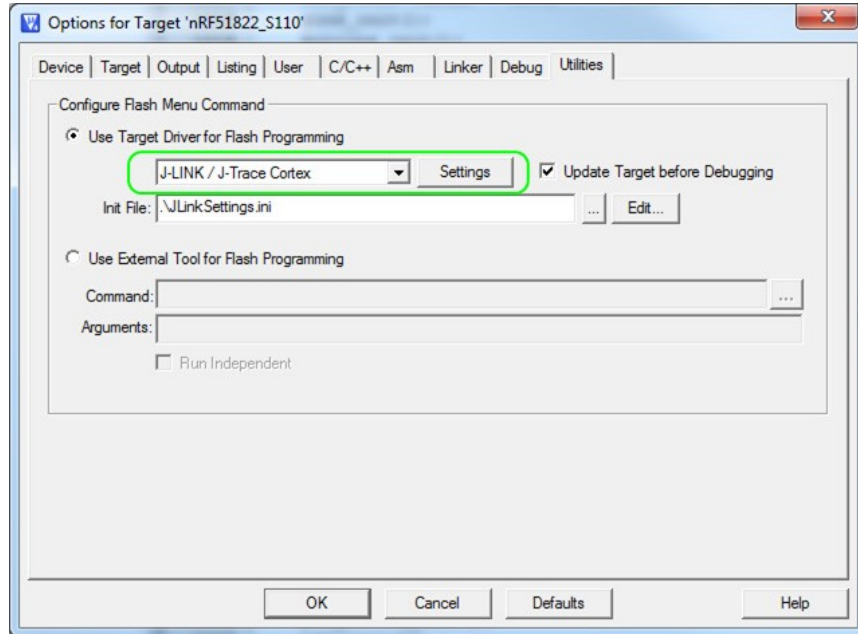 Options for Target 'nRF51822_S110'
Device Target Output Listing User C/C++ Asm Linker Debug Utilities
Configure Flash Menu Command
Use Target Driver for Flash Programming
J-LINK / J-Trace Cortex Settings Update Target before Debugging
Init File: .\JLinkSettings.ini ... Edit...
Use External Tool for Flash Programming
Command: ...
Arguments:
Run Independent
OK Cancel Defaults Help